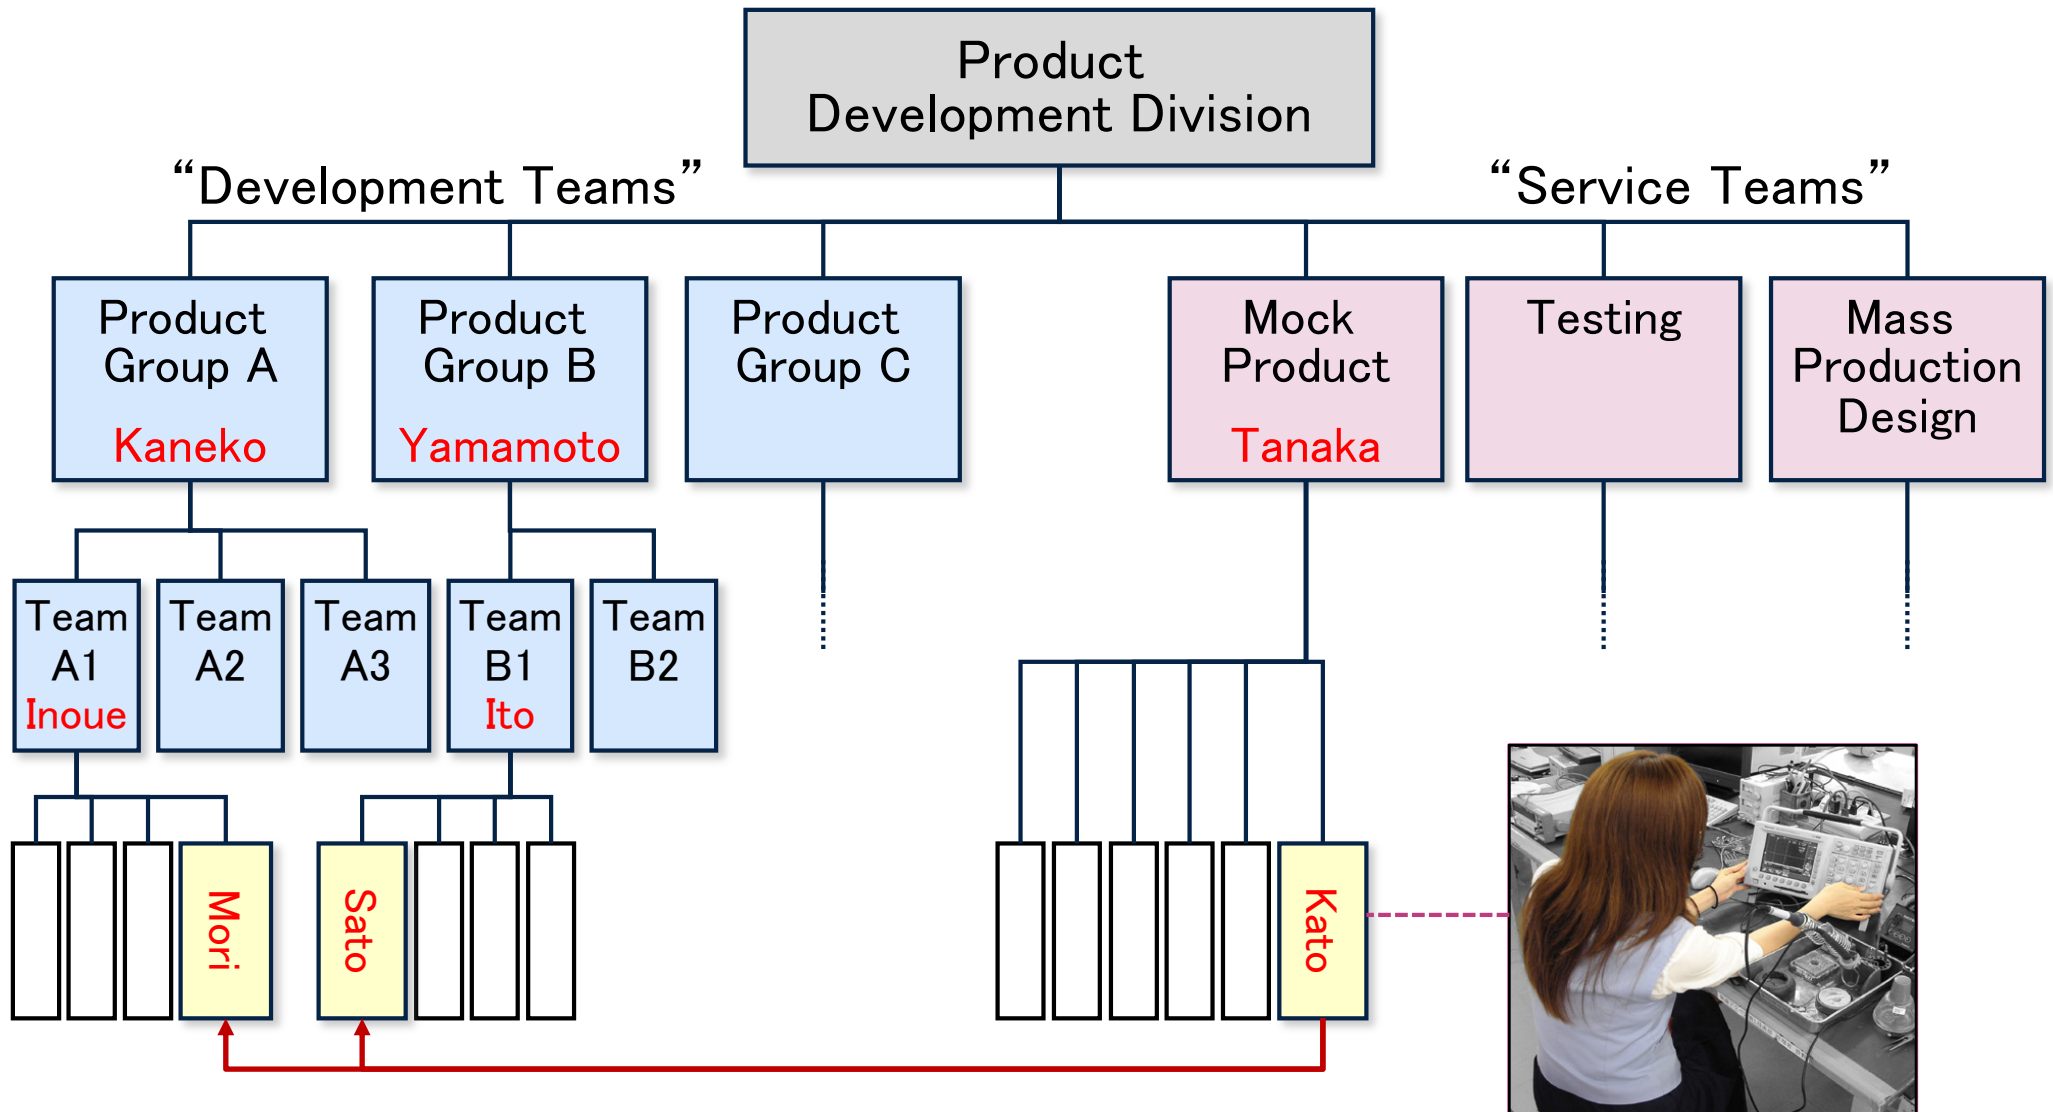 Product
Development Division
“Development Teams”
“Service Teams”
Product
Group A
Kaneko
Product
Group B
Yamamoto
Product
Group C
Mock
Product
Tanaka
Testing
Mass
Production
Design
Team
A1
Inoue
Team
A2
Team
A3
Team
B1
Ito
Team
B2
Mori
Sato
Kato